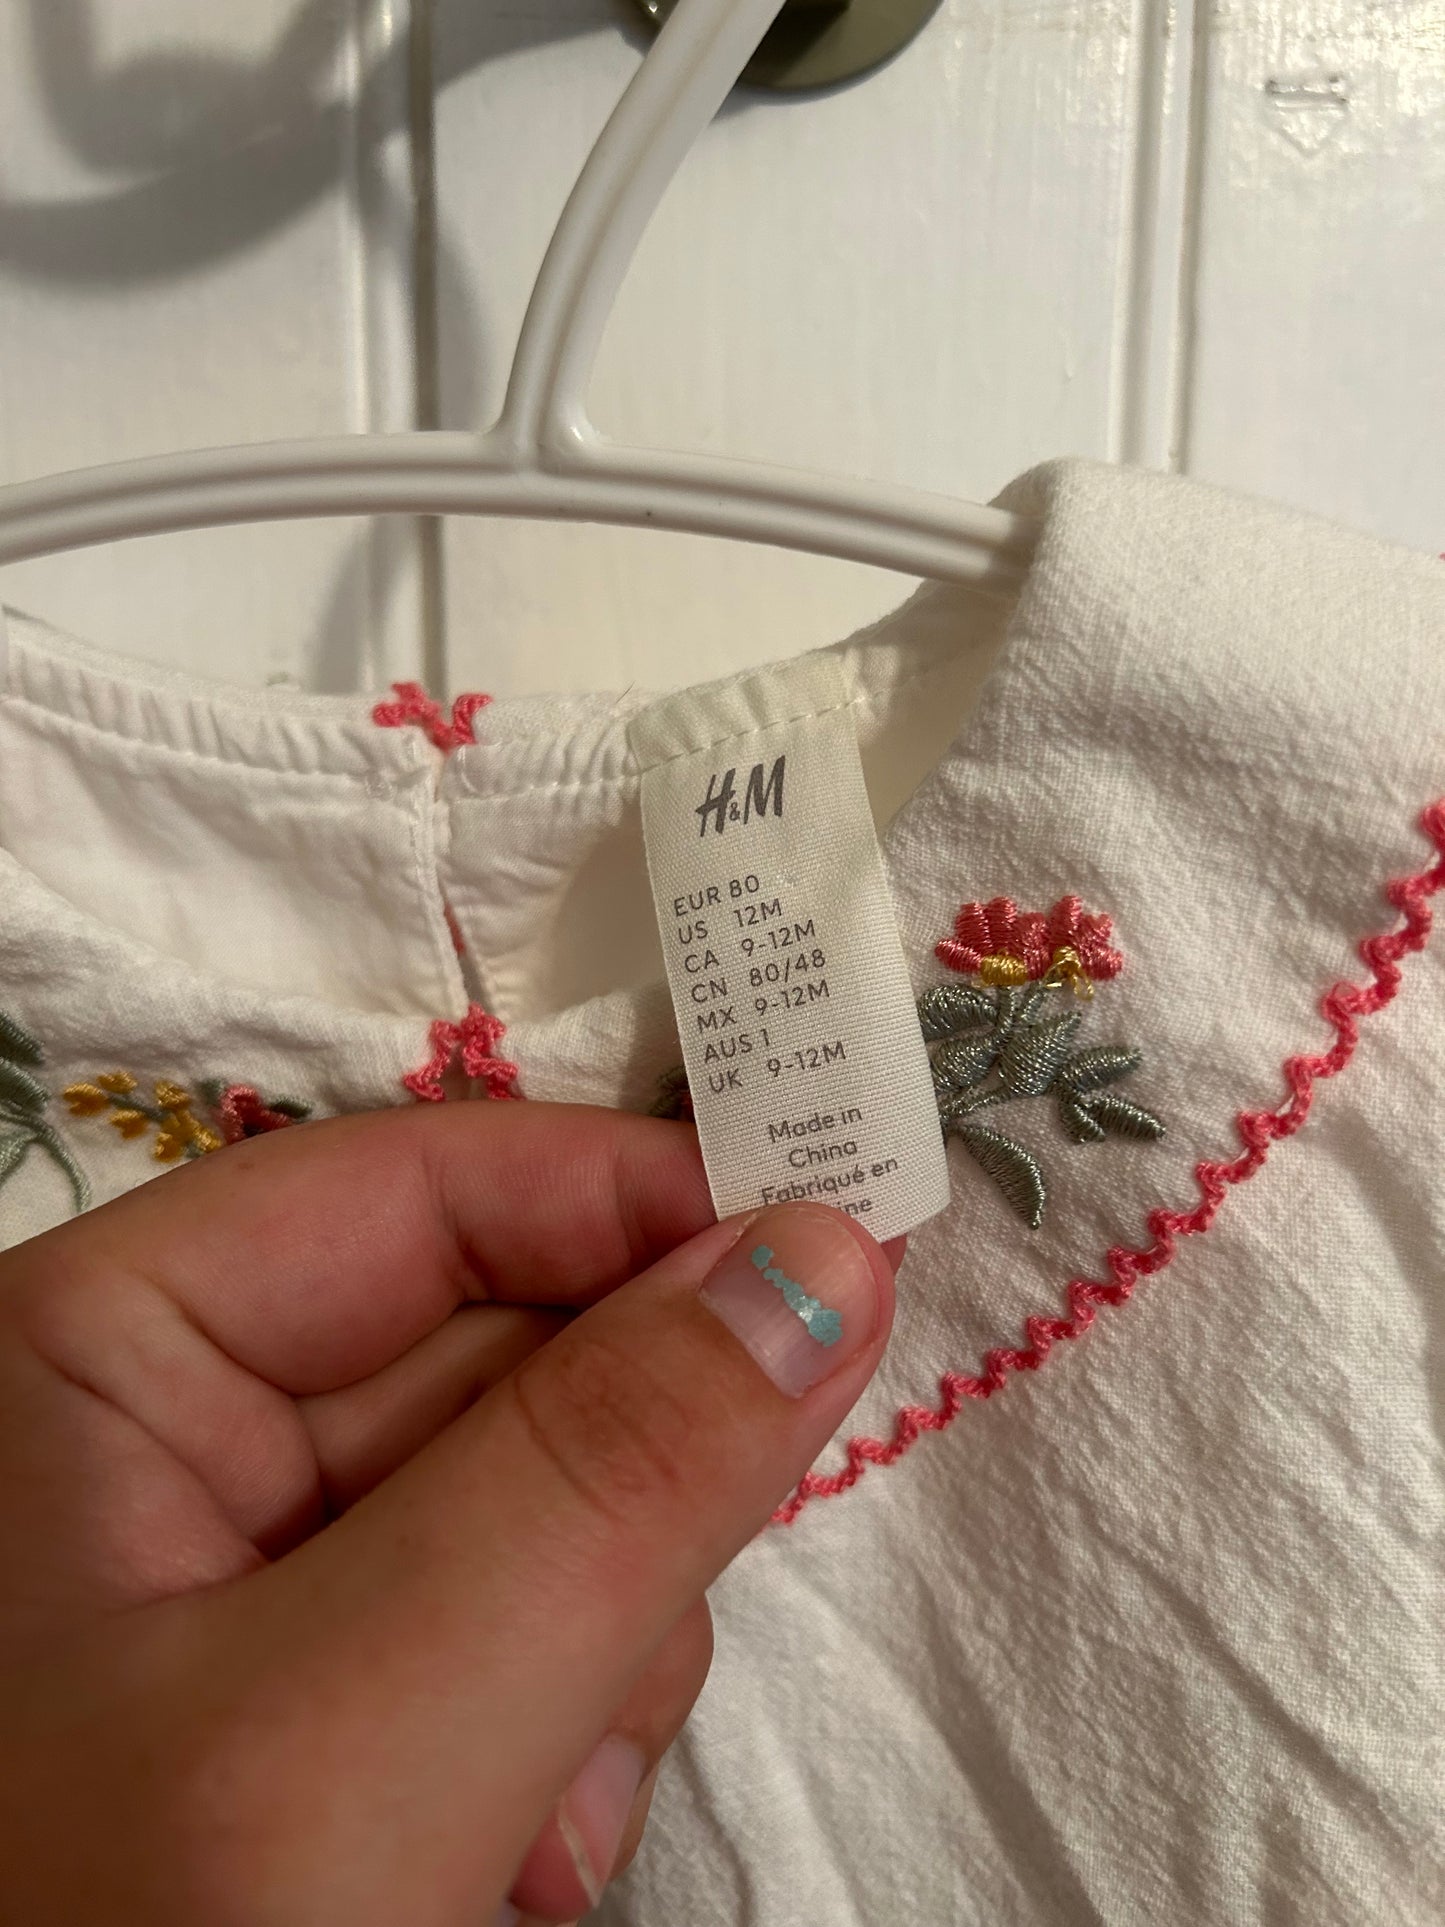 H&M
EUR 80
US 12M
CA 9-12M
CN 80/48
MX 9-12M
AUS 1
UK 9-12M
Made in
China
Fabriqué en